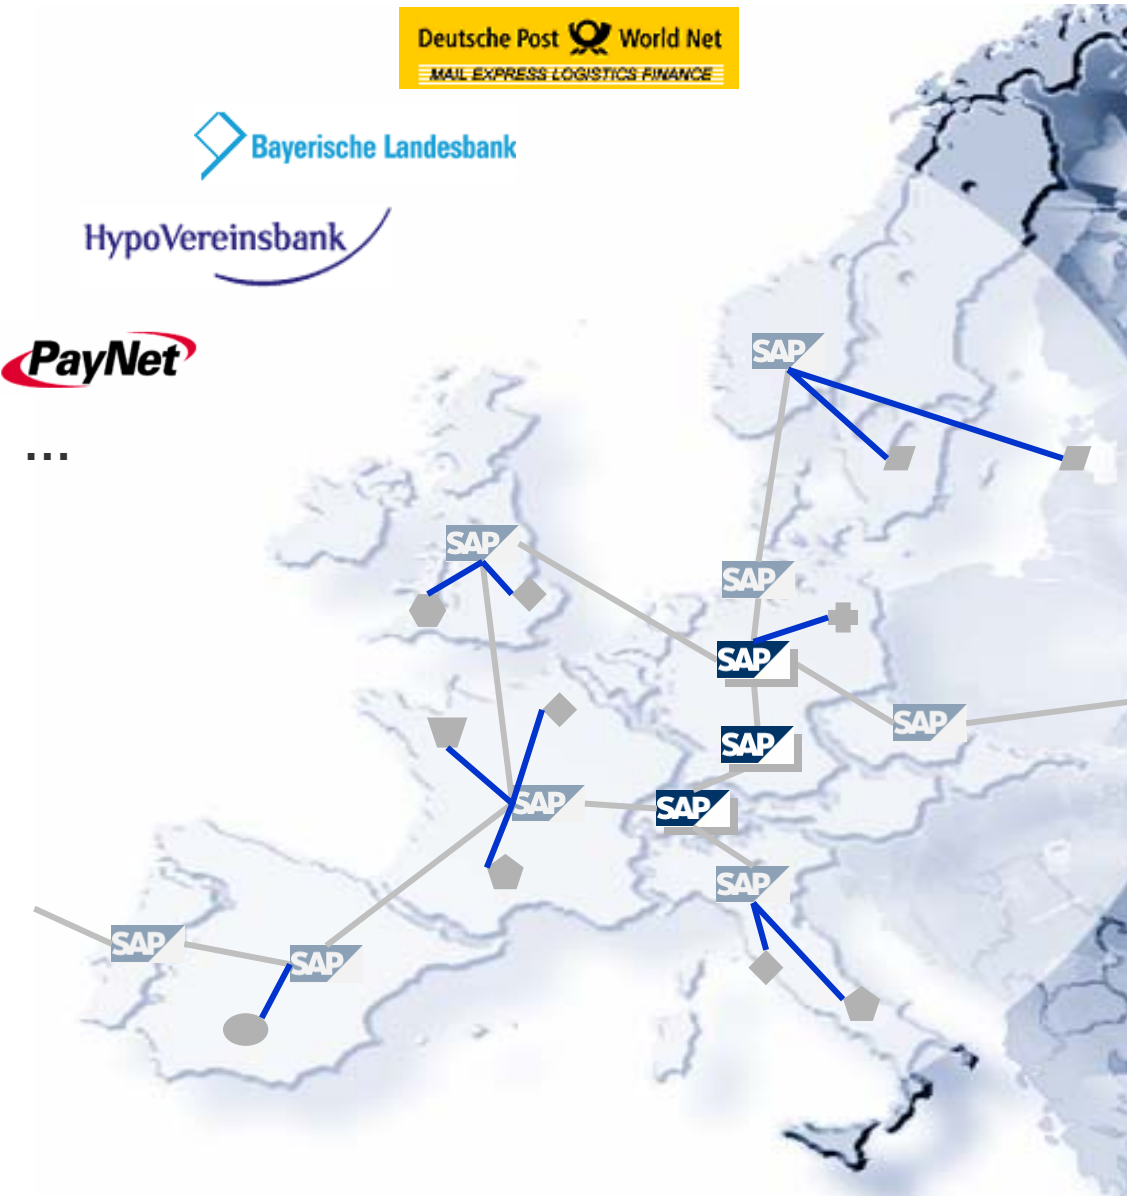 Deutsche Post World Net
MAIL EXPRESS LOGISTICS FINANCE
Bayerische Landesbank
HypoVereinsbank
PayNet
...
SAP
SAP
SAP
SAP
SAP
SAP
SAP
SAP
SAP
SAP
SAP